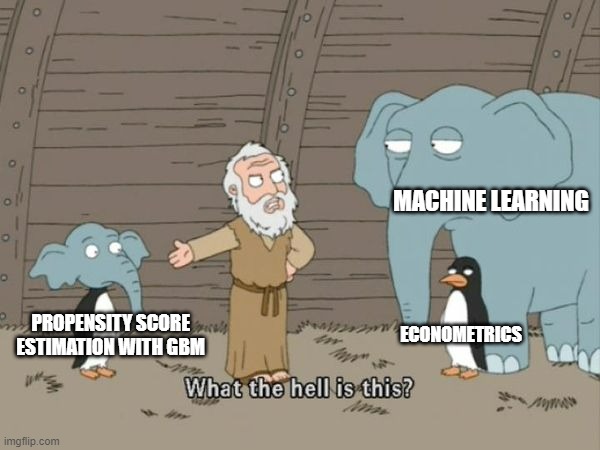 MACHINE LEARNING
PROPENSITY SCORE
ESTIMATION WITH GBM
ECONOMETRICS
What the hell is this?
imgflip.com